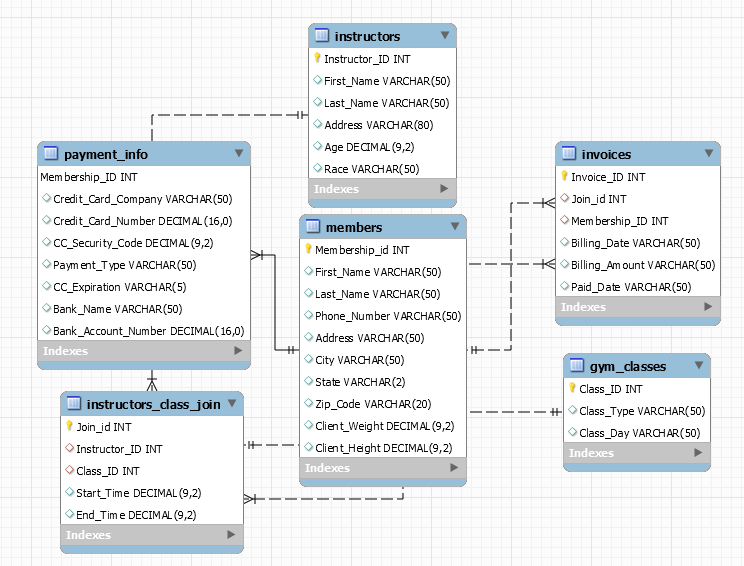 instructors
Instructor_ID INT
First_Name VARCHAR(50)
Last_Name VARCHAR(50)
Address VARCHAR(80)
Age DECIMAL(9,2)
Race VARCHAR(50)
Indexes
payment_info
Membership_ID INT
Credit_Card_Company VARCHAR(50)
Credit_Card_Number DECIMAL(16,0)
CC_Security_Code DECIMAL(9,2)
Payment_Type VARCHAR(50)
CC_Expiration VARCHAR(5)
Bank_Name VARCHAR(50)
Bank_Account_Number DECIMAL(16,0)
Indexes
invoices
Invoice_ID INT
Join_id INT
Membership_ID INT
Billing_Date VARCHAR(50)
Billing_Amount VARCHAR(50)
Paid_Date VARCHAR(50)
Indexes
members
Membership_id INT
First_Name VARCHAR(50)
Last_Name VARCHAR(50)
Phone_Number VARCHAR(50)
Address VARCHAR(50)
City VARCHAR(50)
State VARCHAR(2)
Zip_Code VARCHAR(20)
Client_Weight DECIMAL(9,2)
Client_Height DECIMAL(9,2)
Indexes
gym_classes
Class_ID INT
Class_Type VARCHAR(50)
Class_Day VARCHAR(50)
Indexes
instructors_class_join
Join_id INT
Instructor_ID INT
Class_ID INT
Start_Time DECIMAL(9,2)
End_Time DECIMAL(9,2)
Indexes